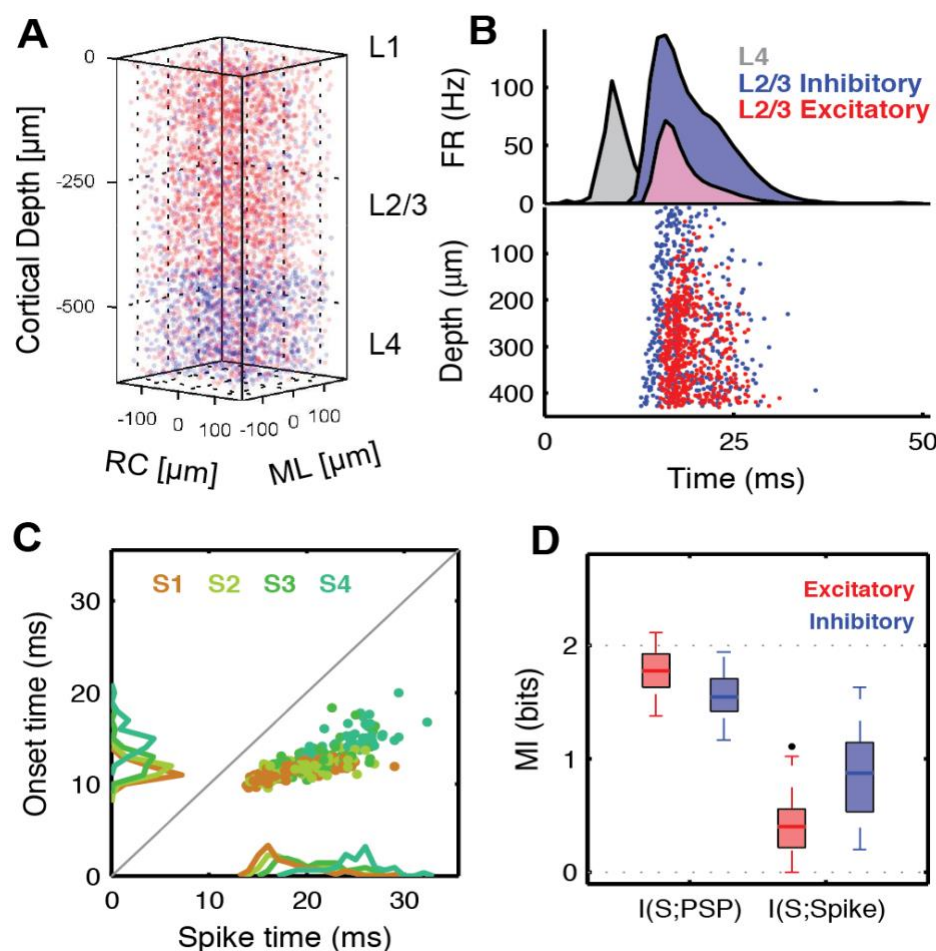 A
0
-250
-500
Cortical Depth [µm]
L1
L2/3
L4
-100
0
100
-100
0
100
RC [µm]
ML [µm]
B
L4
L2/3 Inhibitory
L2/3 Excitatory
100
50
0
FR (Hz)
100
200
300
400
Depth (µm)
0
25
50
Time (ms)
C
S1 S2 S3 S4
30
20
10
0
Onset time (ms)
0
10
20
30
Spike time (ms)
D
Excitatory
Inhibitory
2
1
0
MI (bits)
I(S;PSP)
I(S;Spike)